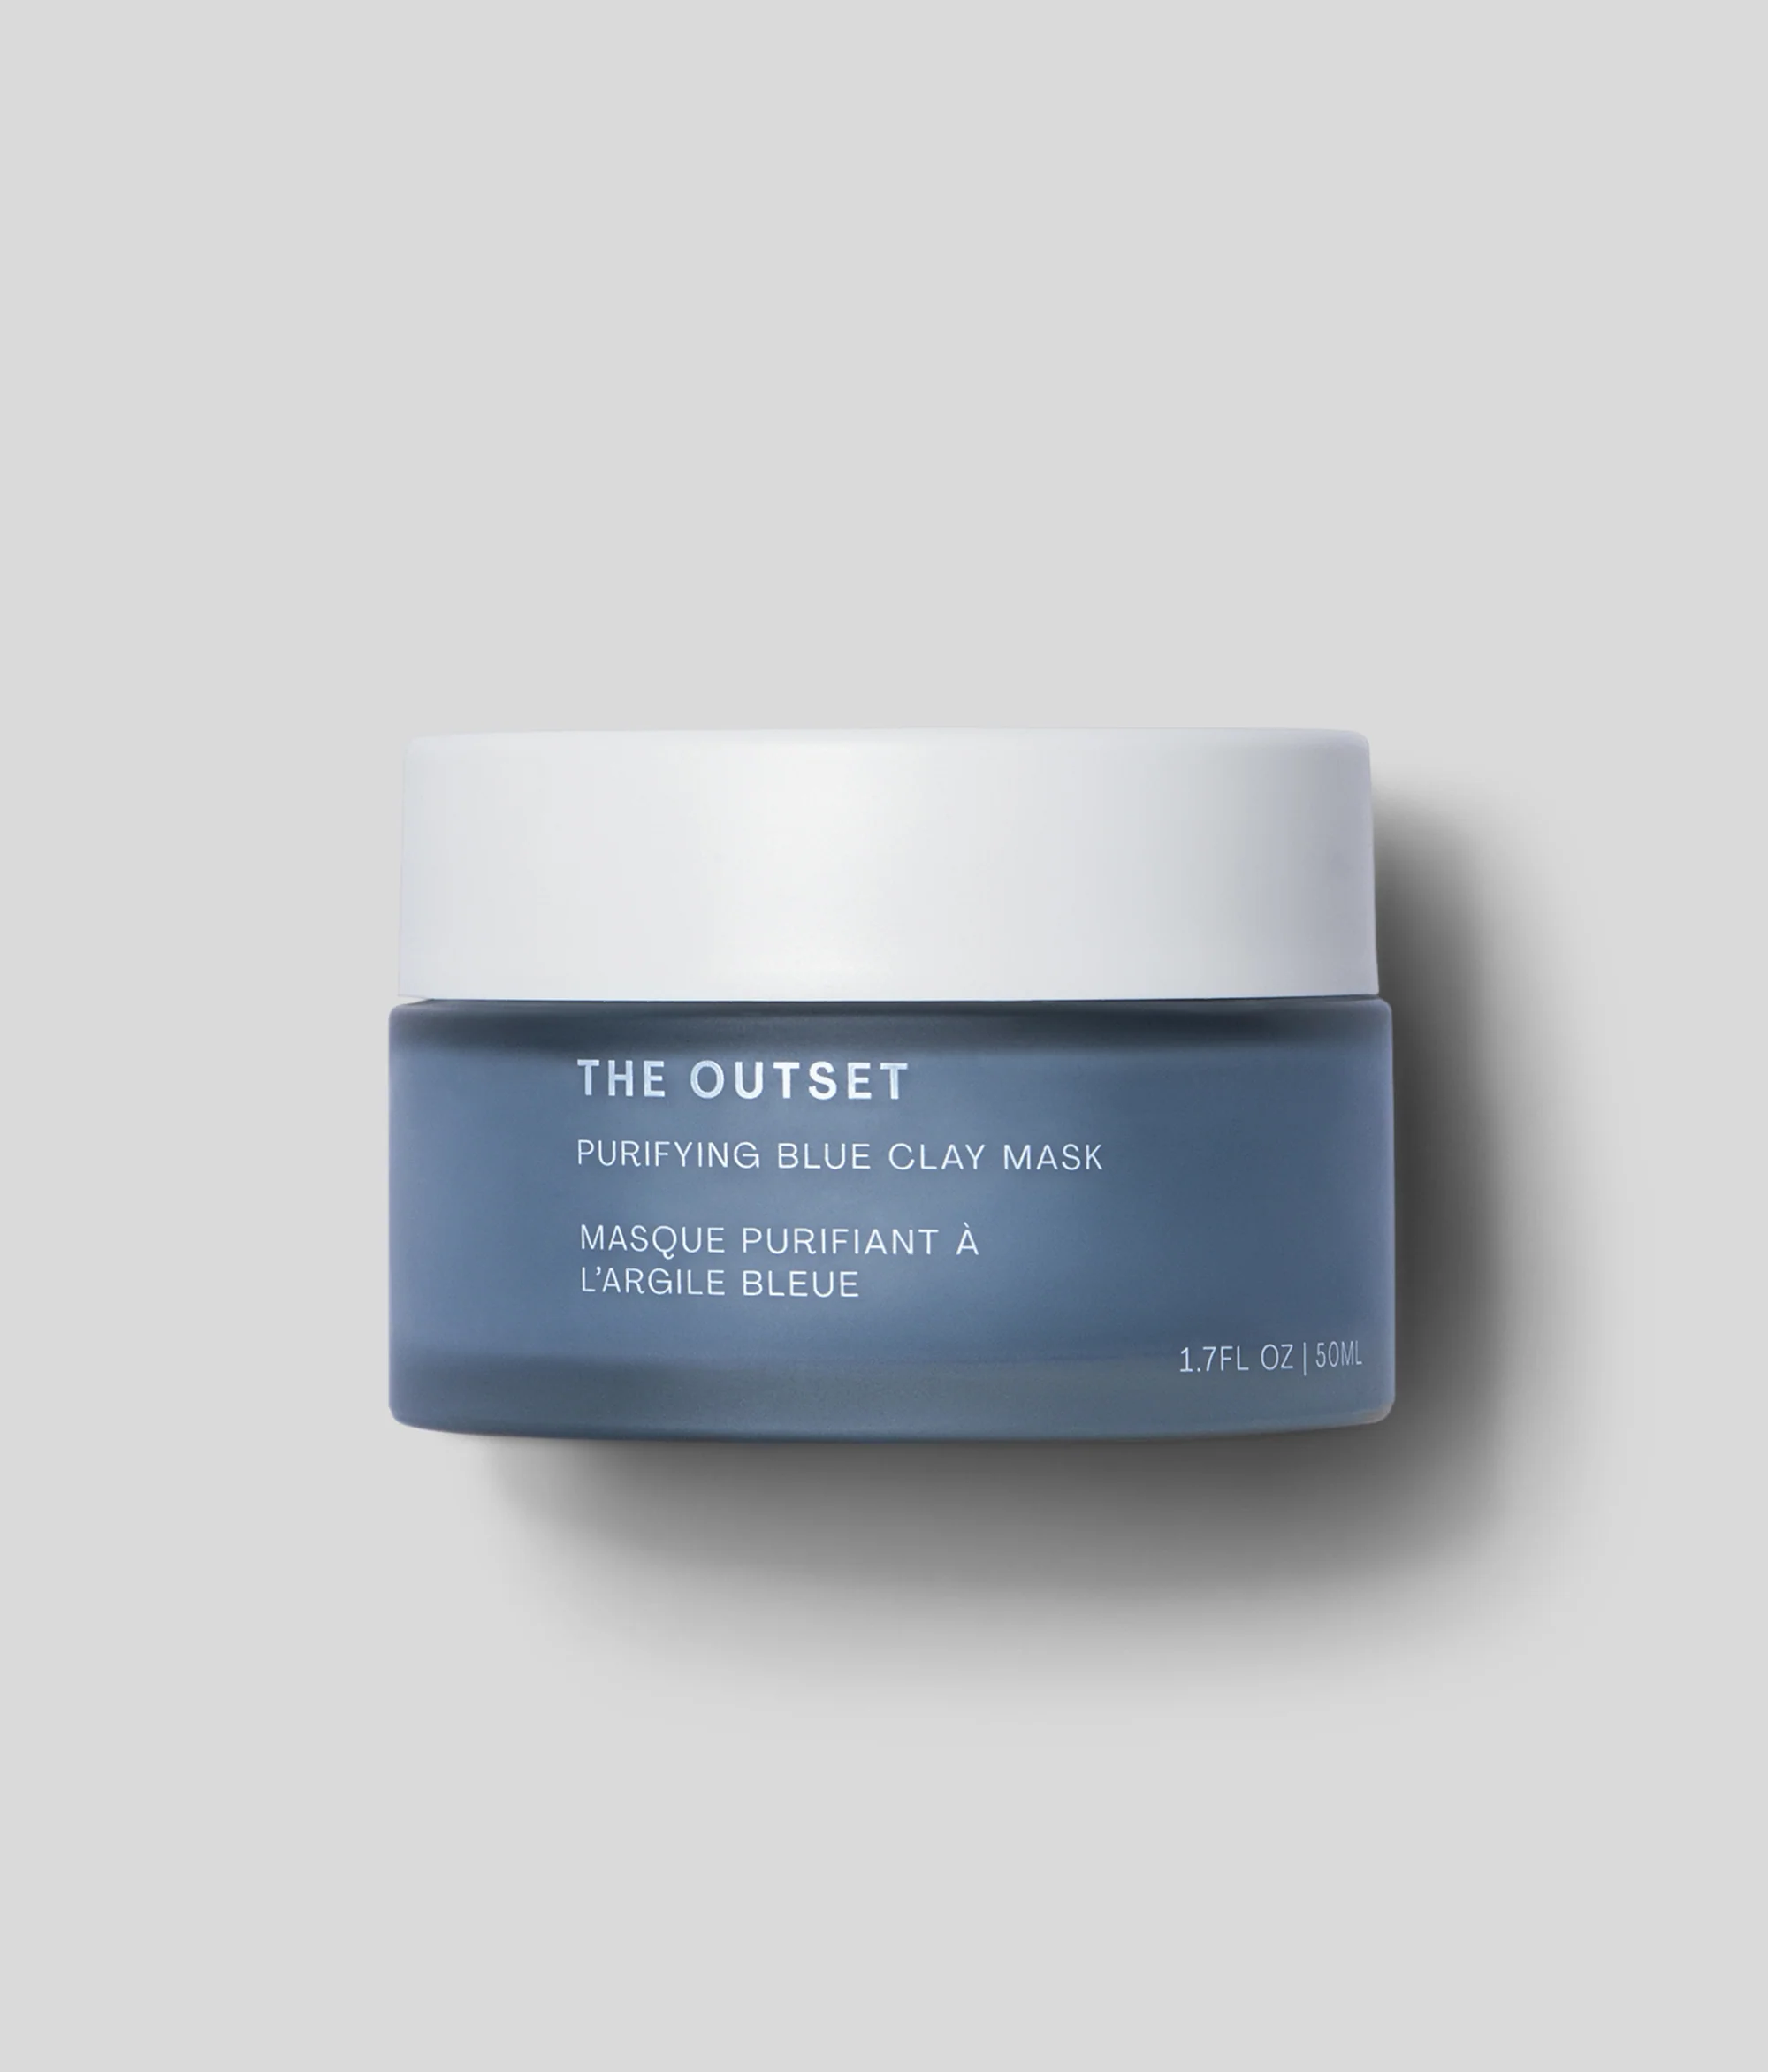 THE OUTSET
PURIFYING BLUE CLAY MASK
MASQUE PURIFIANT À
L’ARGILE BLEUE
1.7FL OZ | 50ML